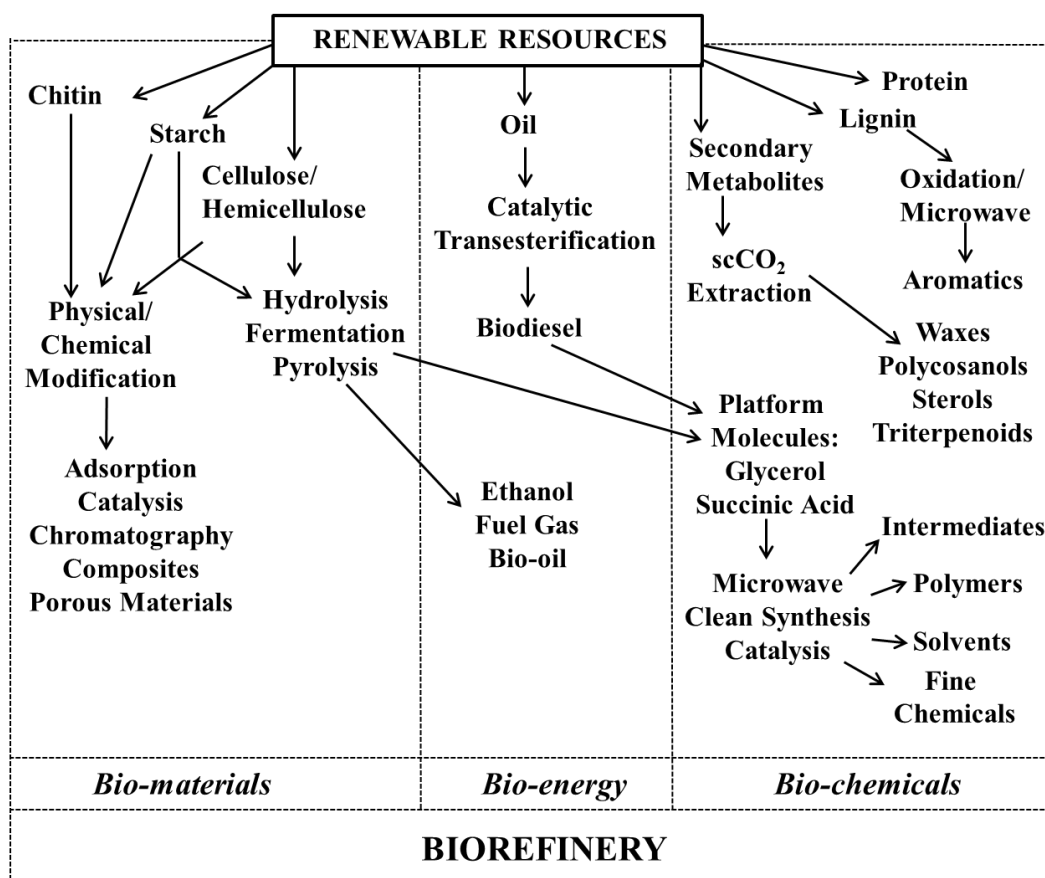 RENEWABLE RESOURCES
Chitin
Starch
Cellulose/
Hemicellulose
Physical/
Chemical
Modification
Hydrolysis
Fermentation
Pyrolysis
Adsorption
Catalysis
Chromatography
Composites
Porous Materials
Oil
Catalytic
Transesterification
Biodiesel
Ethanol
Fuel Gas
Bio-oil
Protein
Lignin
Secondary
Metabolites
Oxidation/
Microwave
scCO₂
Extraction
Aromatics
Waxes
Polycosanols
Sterols
Triterpenoids
Platform
Molecules:
Glycerol
Succinic Acid
Microwave
Clean Synthesis
Catalysis
Intermediates
Polymers
Solvents
Fine
Chemicals
Bio-materials
Bio-energy
Bio-chemicals
BIOREFINERY